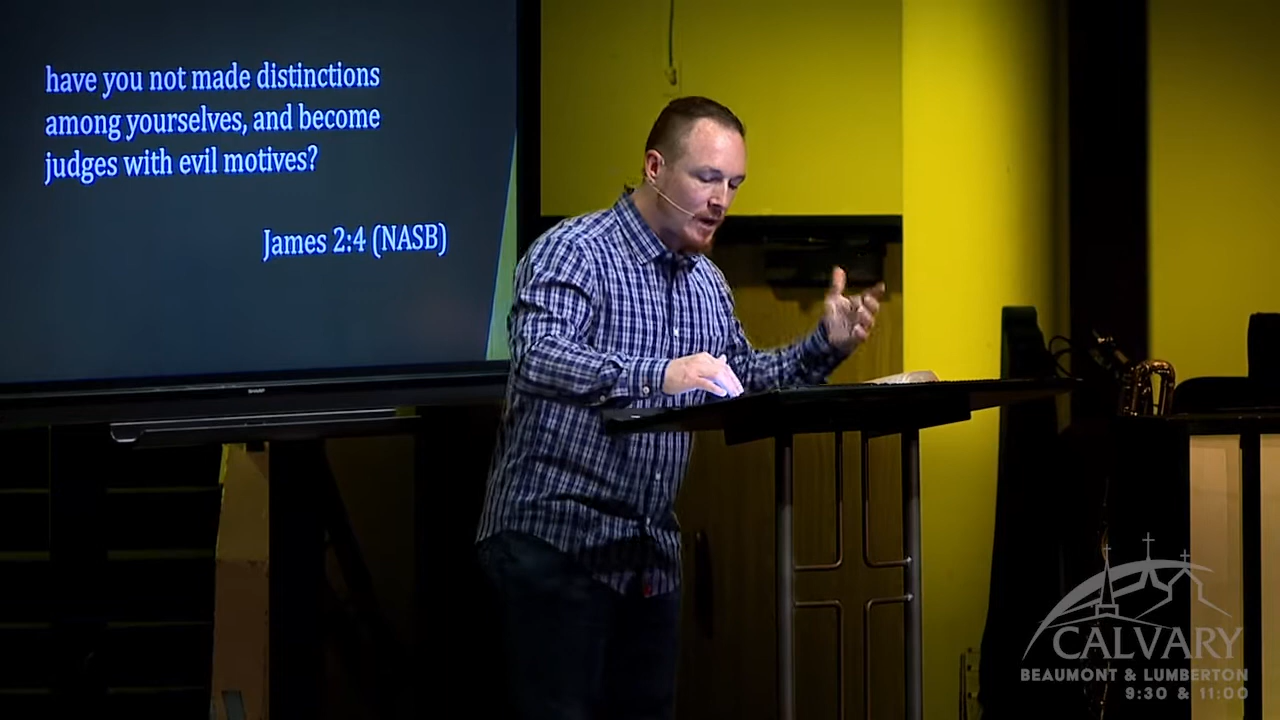 have you not made distinctions
among yourselves, and become
judges with evil motives?
James 2:4 (NASB)
SHARP
CALVARY
BEAUMONT & LUMBERTON
9:30 & 11:00